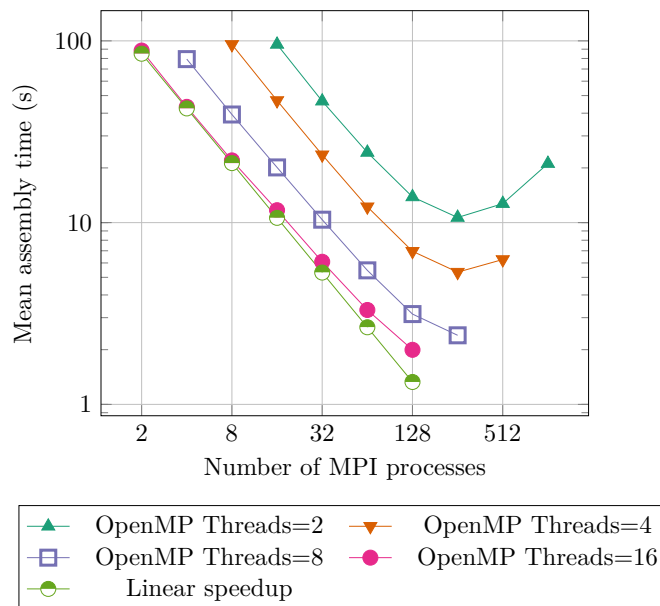 100
10
1
Mean assembly time (s)
2 8 32 128 512
Number of MPI processes
OpenMP Threads=2 OpenMP Threads=4
OpenMP Threads=8 OpenMP Threads=16
Linear speedup